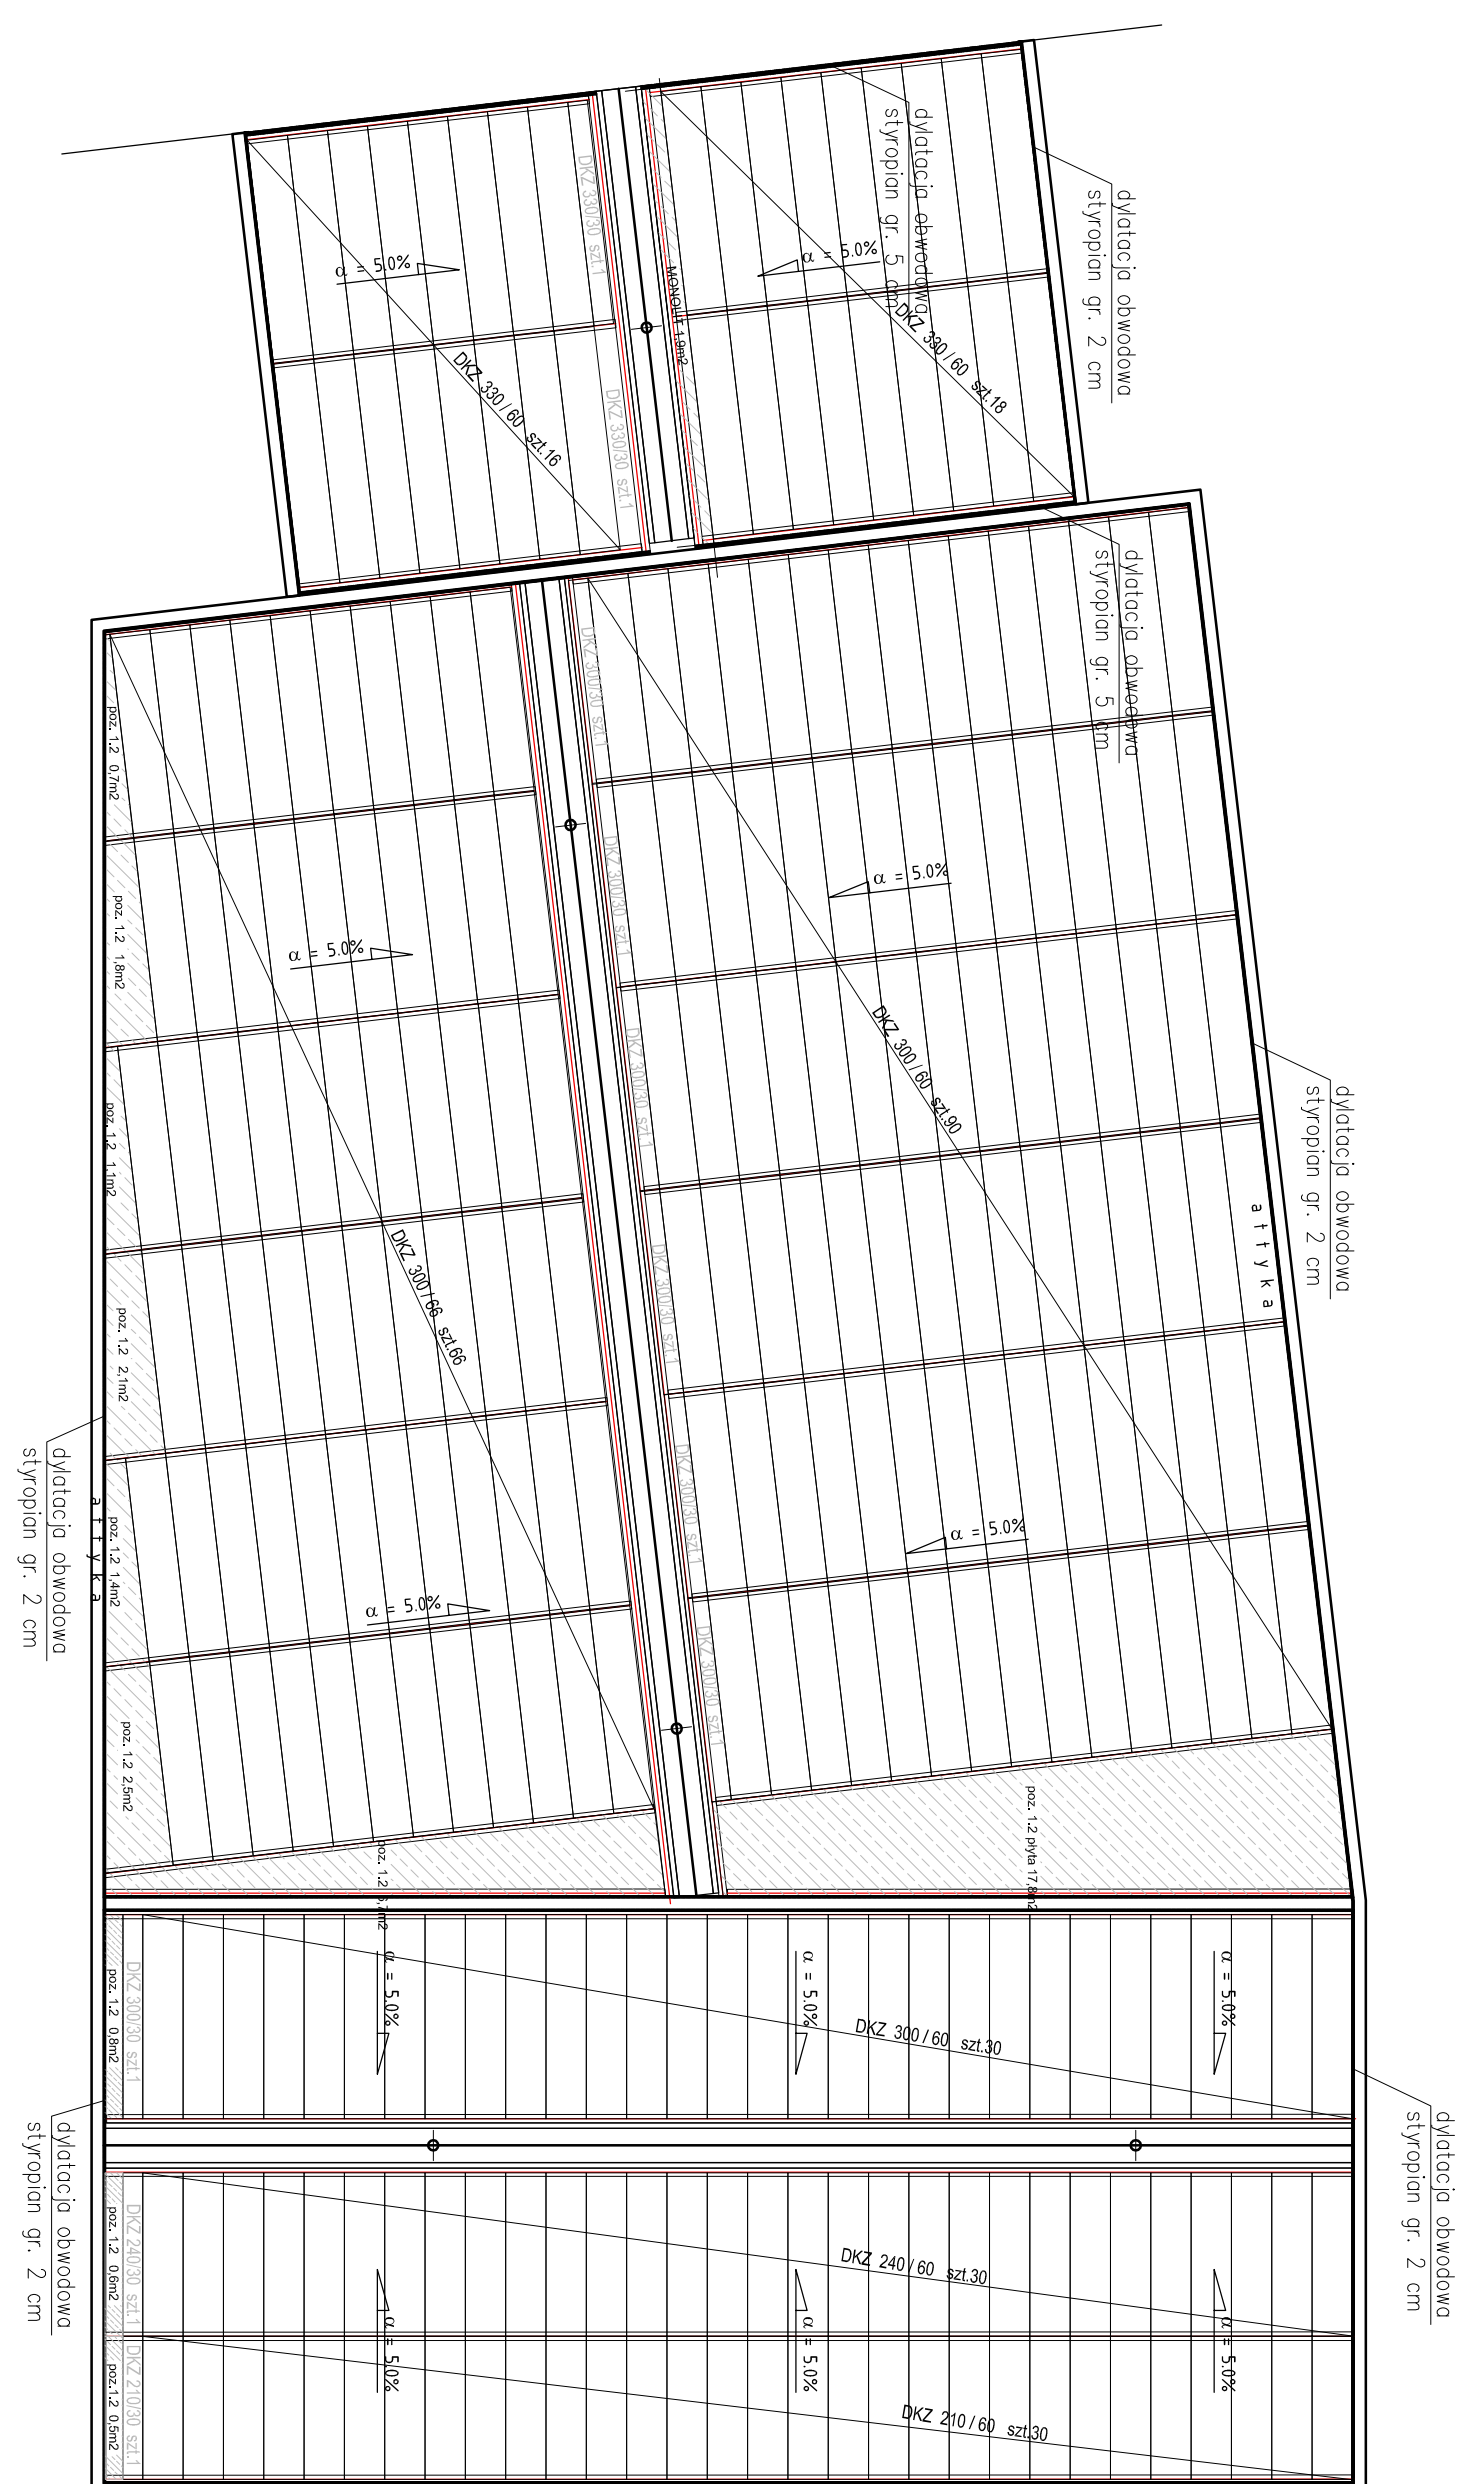 dylatacja obwodowa
styropian gr. 5 cm
dylatacja obwodowa
styropian gr. 2 cm
DKZ 330/30 szt.1
α = 5.0%
α = 5.0%
MONOLIT 1,9m2
DKZ 330 / 60 szt.18
DKZ 330 / 60 szt.16
DKZ 330/30 szt.1
dylatacja obwodowa
styropian gr. 5 cm
DKZ 300/30 szt.1
poz. 1.2 0,7m2
DKZ 300/30 szt.1
α = 5.0%
poz. 1.2 1,8m2
α = 5.0%
DKZ 300 / 60 szt.90
DKZ 300/30 szt.1
dylatacja obwodowa
styropian gr. 2 cm
poz. 1.2 1,1m2
a t t y k a
DKZ 300 / 66 szt.66
DKZ 300/30 szt.1
poz. 1.2 2,1m2
DKZ 300/30 szt.1
dylatacja obwodowa
styropian gr. 2 cm
a t t y k a
poz. 1.2 1,4m2
α = 5.0%
α = 5.0%
DKZ 300/30 szt.1
poz. 1.2 2,5m2
poz. 1.2 płyta 17,8m2
poz. 1.2
α = 5.0%
α = 5.0%
α = 5.0%
DKZ 300/30 szt.1
poz. 1.2 0,8m2
DKZ 300 / 60 szt.30
dylatacja obwodowa
styropian gr. 2 cm
dylatacja obwodowa
styropian gr. 2 cm
DKZ 240/30 szt.1
poz. 1.2 0,6m2
DKZ 240 / 60 szt.30
α = 5.0%
α = 5.0%
α = 5.0%
DKZ 210/30 szt.1
poz.1.2 0,5m2
DKZ 210 / 60 szt.30